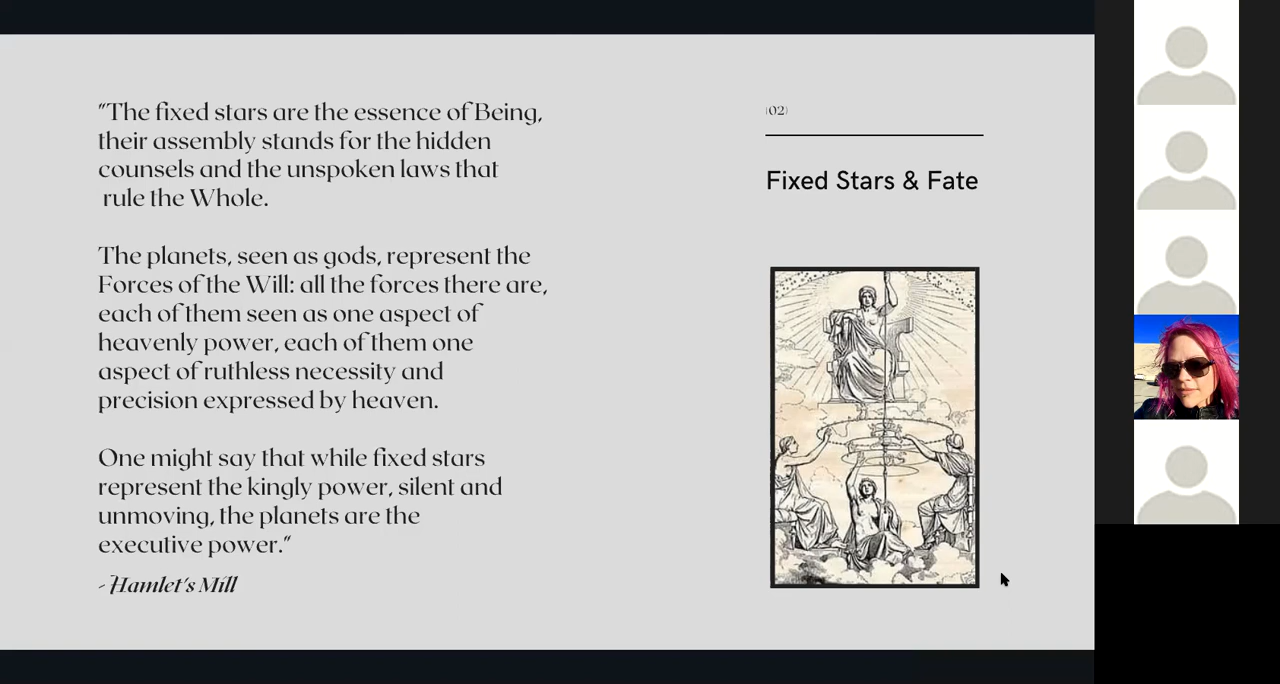 "The fixed stars are the essence of Being,
their assembly stands for the hidden
counsels and the unspoken laws that
rule the Whole.
The planets, seen as gods, represent the
Forces of the Will: all the forces there are,
each of them seen as one aspect of
heavenly power, each of them one
aspect of ruthless necessity and
precision expressed by heaven.
One might say that while fixed stars
represent the kingly power, silent and
unmoving, the planets are the
executive power."
- Hamlet's Mill
(02)
Fixed Stars & Fate